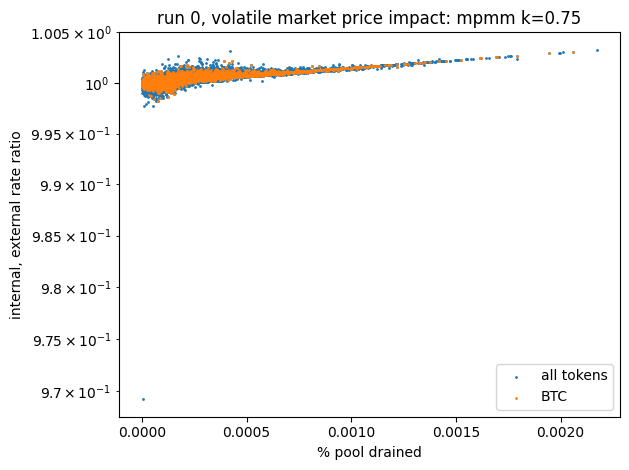 run 0, volatile market price impact: mpmm k=0.75
internal, external rate ratio
1.005 × 10⁰
10⁰
9.95 × 10⁻¹
9.9 × 10⁻¹
9.85 × 10⁻¹
9.8 × 10⁻¹
9.75 × 10⁻¹
9.7 × 10⁻¹
all tokens
BTC
0.0000 0.0005 0.0010 0.0015 0.0020
% pool drained